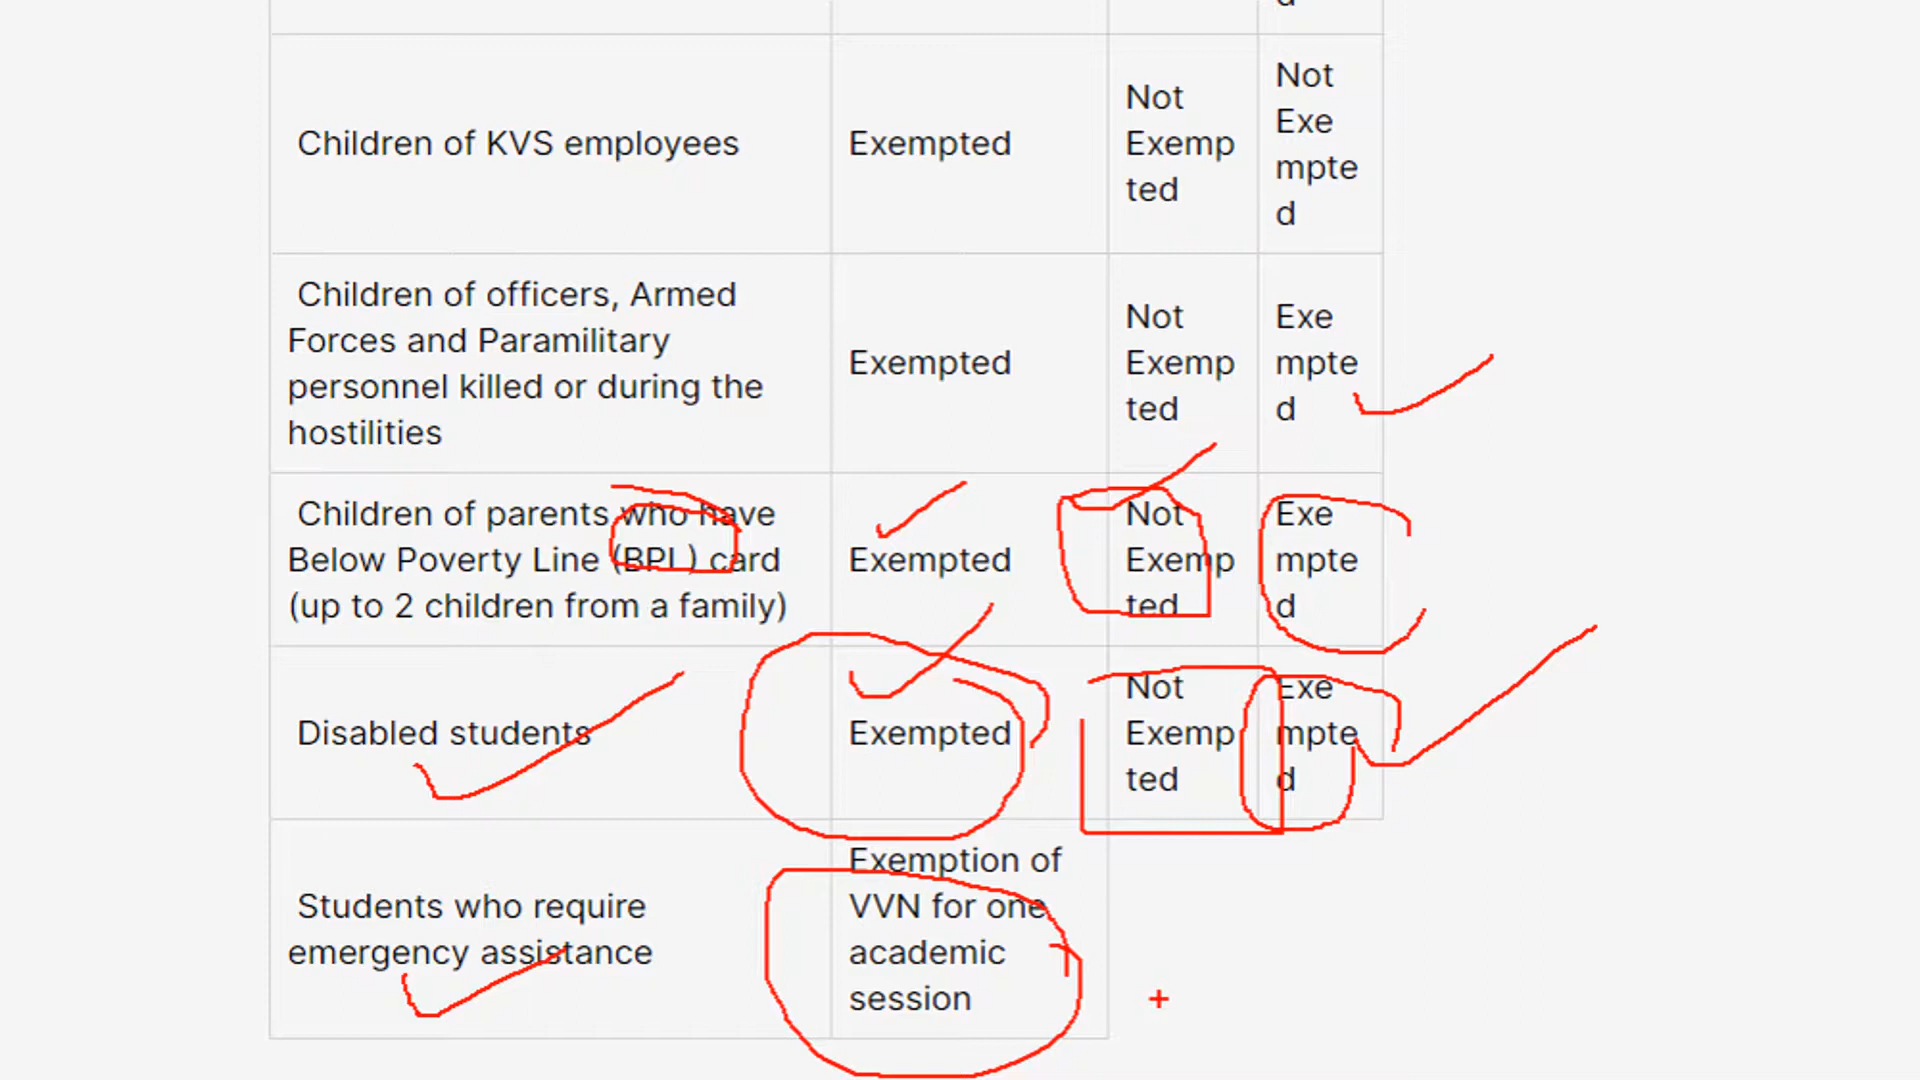 d
Children of KVS employees
Exempted
Not
Exemp
ted
Not
Exe
mpte
d
Children of officers, Armed
Forces and Paramilitary
personnel killed or during the
hostilities
Exempted
Not
Exemp
ted
Exe
mpte
d
Children of parents who have
Below Poverty Line (BPL) card
(up to 2 children from a family)
Exempted
Not
Exemp
ted
Exe
mpte
d
Disabled students
Exempted
Not
Exemp
ted
Exe
mpte
d
Students who require
emergency assistance
Exemption of
VVN for one
academic
session